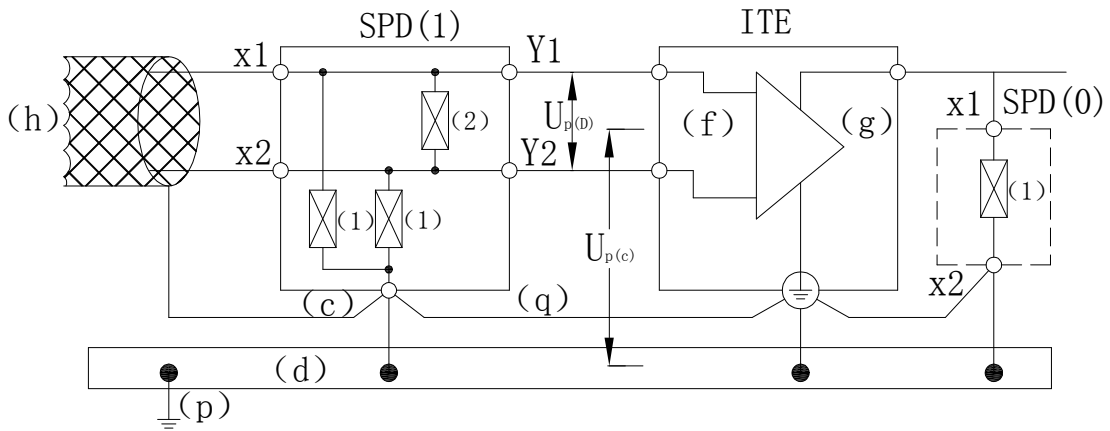 SPD(1)
ITE
x1
Y1
x1
SPD(0)
(h)
(2)
Up(D)
(f)
(g)
x2
Y2
(1)
(1)
(1)
Up(c)
x2
(c)
(q)
(d)
(p)